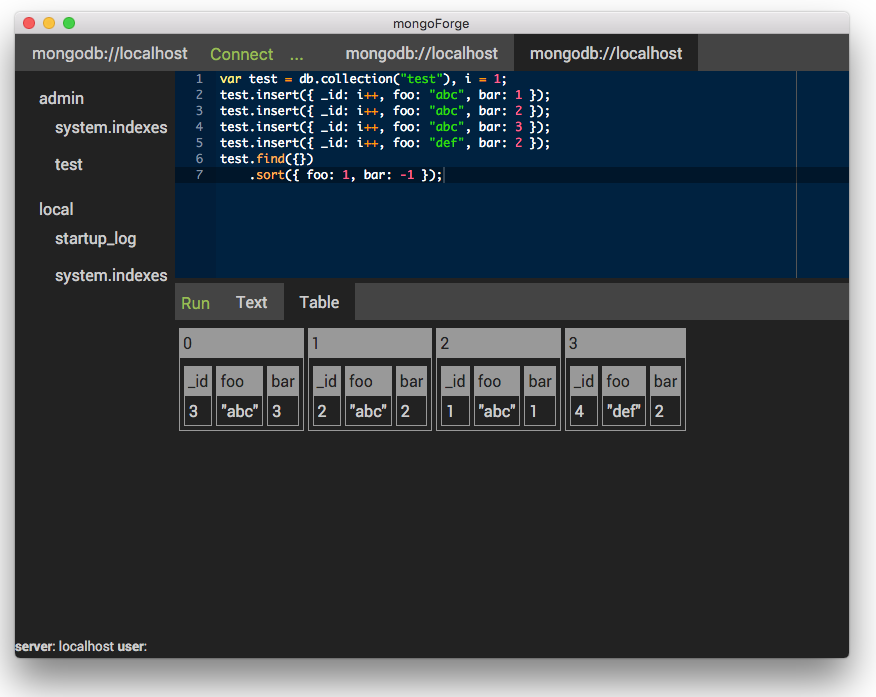 mongoForge
mongodb://localhost Connect ... mongodb://localhost mongodb://localhost
admin
system.indexes
test
local
startup_log
system.indexes
1 var test = db.collection("test"), i = 1;
2 test.insert({ _id: i++, foo: "abc", bar: 1 });
3 test.insert({ _id: i++, foo: "abc", bar: 2 });
4 test.insert({ _id: i++, foo: "abc", bar: 3 });
5 test.insert({ _id: i++, foo: "def", bar: 2 });
6 test.find({})
7     .sort({ foo: 1, bar: -1 });
Run Text Table
0 1 2 3
_id foo bar _id foo bar _id foo bar _id foo bar
3 "abc" 3 2 "abc" 2 1 "abc" 1 4 "def" 2
server: localhost user: